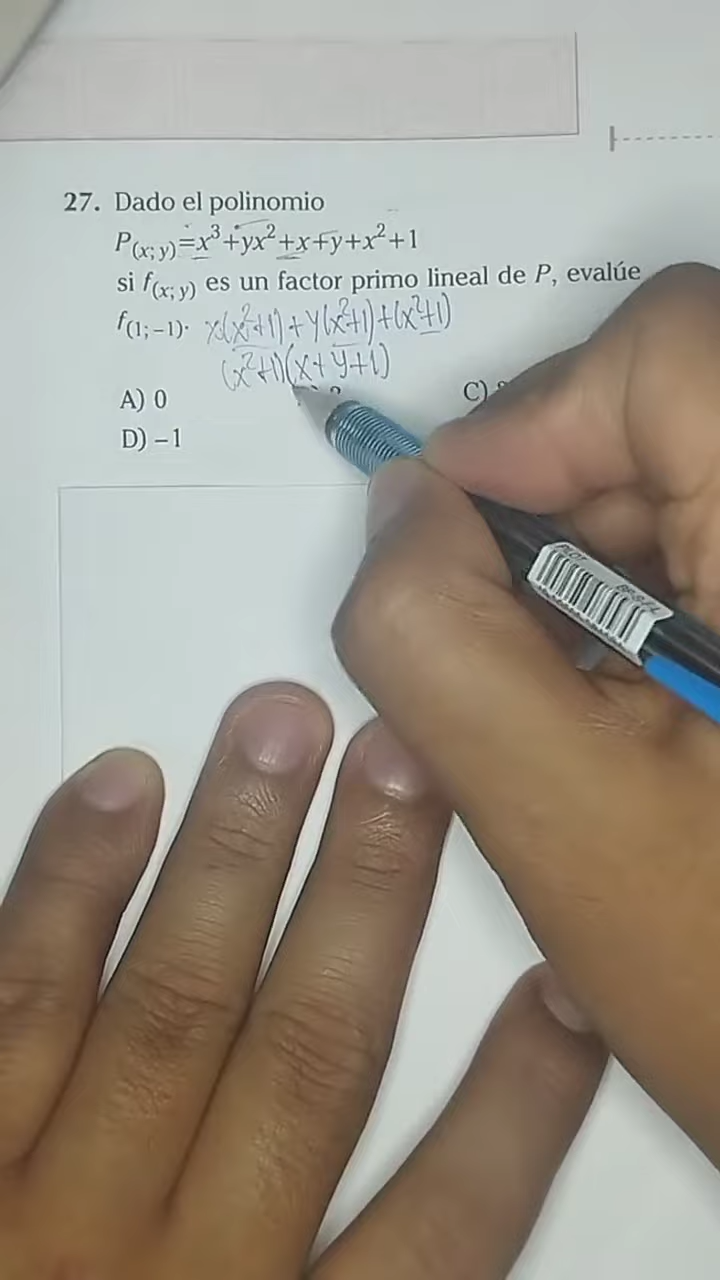 27. Dado el polinomio
P(x; y)=x³+yx²+x+y+x²+1
si f(x; y) es un factor primo lineal de P, evalúe
f(1; −1). x(x²+1)+y(x²+1)+(x²+1)
(x²+1)(x+y+1)
A) 0
C)
D) −1
PILOT